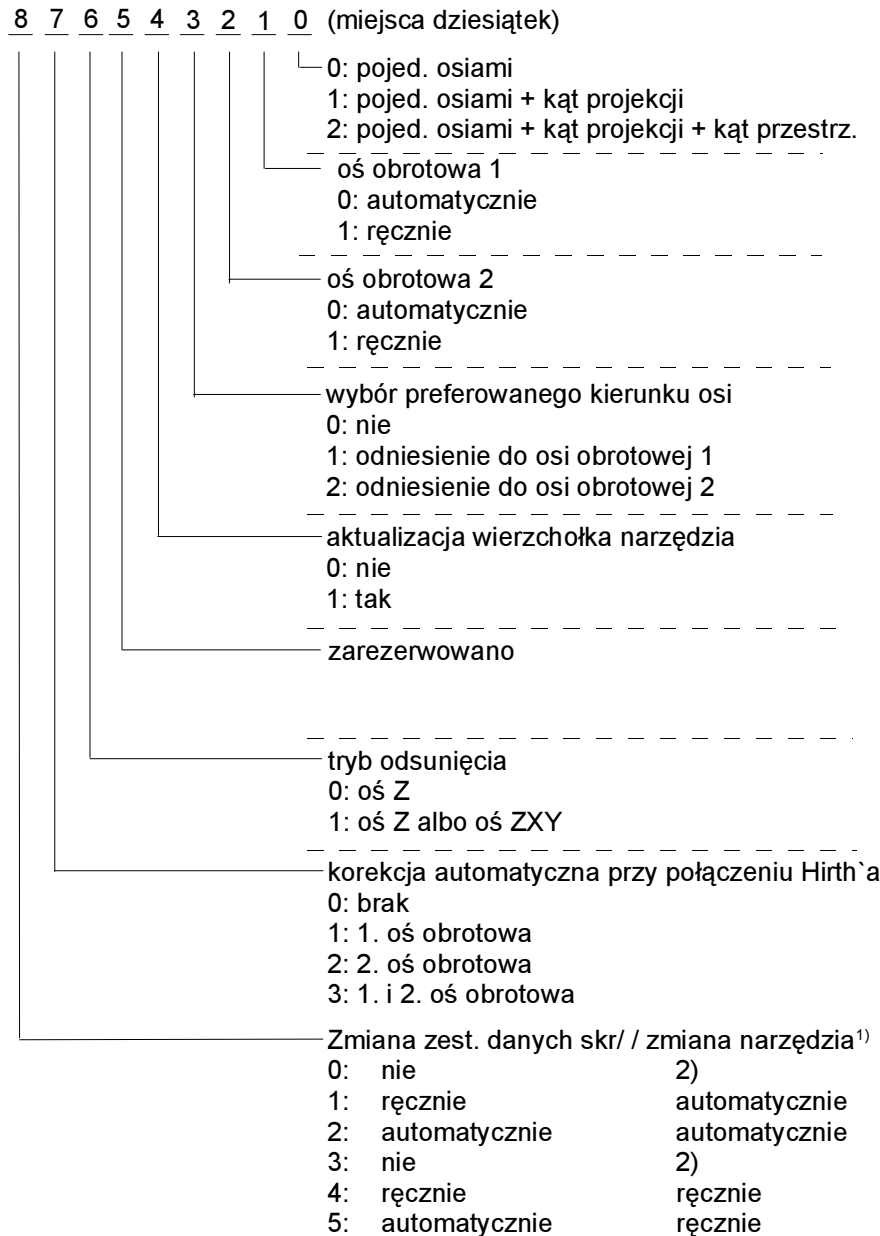 8 7 6 5 4 3 2 1 0 (miejsca dziesiątek)
0: pojed. osiami
1: pojed. osiami + kąt projekcji
2: pojed. osiami + kąt projekcji + kąt przestrz.
oś obrotowa 1
0: automatycznie
1: ręcznie
oś obrotowa 2
0: automatycznie
1: ręcznie
wybór preferowanego kierunku osi
0: nie
1: odniesienie do osi obrotowej 1
2: odniesienie do osi obrotowej 2
aktualizacja wierzchołka narzędzia
0: nie
1: tak
zarezerwowano
tryb odsunięcia
0: oś Z
1: oś Z albo oś ZXY
korekcja automatyczna przy połączeniu Hirth`a
0: brak
1: 1. oś obrotowa
2: 2. oś obrotowa
3: 1. i 2. oś obrotowa
Zmiana zest. danych skr/ / zmiana narzędzia1)
0: nie 2)
1: ręcznie automatycznie
2: automatycznie automatycznie
3: nie 2)
4: ręcznie ręcznie
5: automatycznie ręcznie